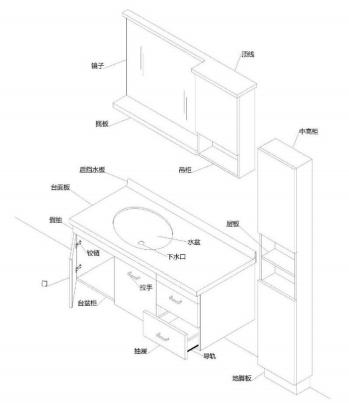 顶线
镜子
中高柜
搁板
吊柜
后挡水板
台面板
侧抽
层板
水盆
铰链
下水口
门
拉手
台盆柜
抽屉
导轨
地脚板